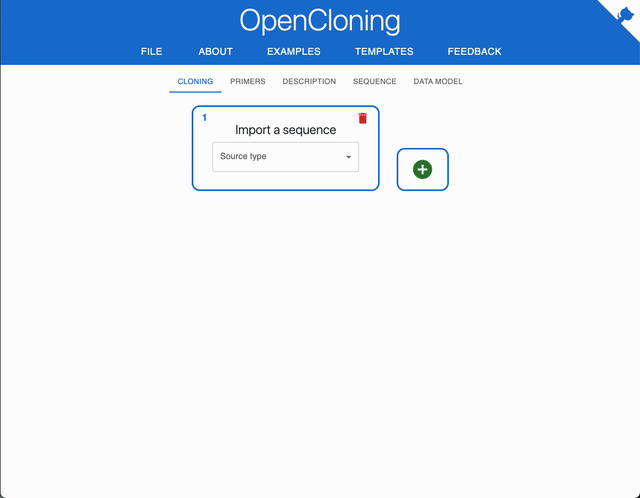 OpenCloning
FILE ABOUT EXAMPLES TEMPLATES FEEDBACK
CLONING PRIMERS DESCRIPTION SEQUENCE DATA MODEL
1
Import a sequence
Source type